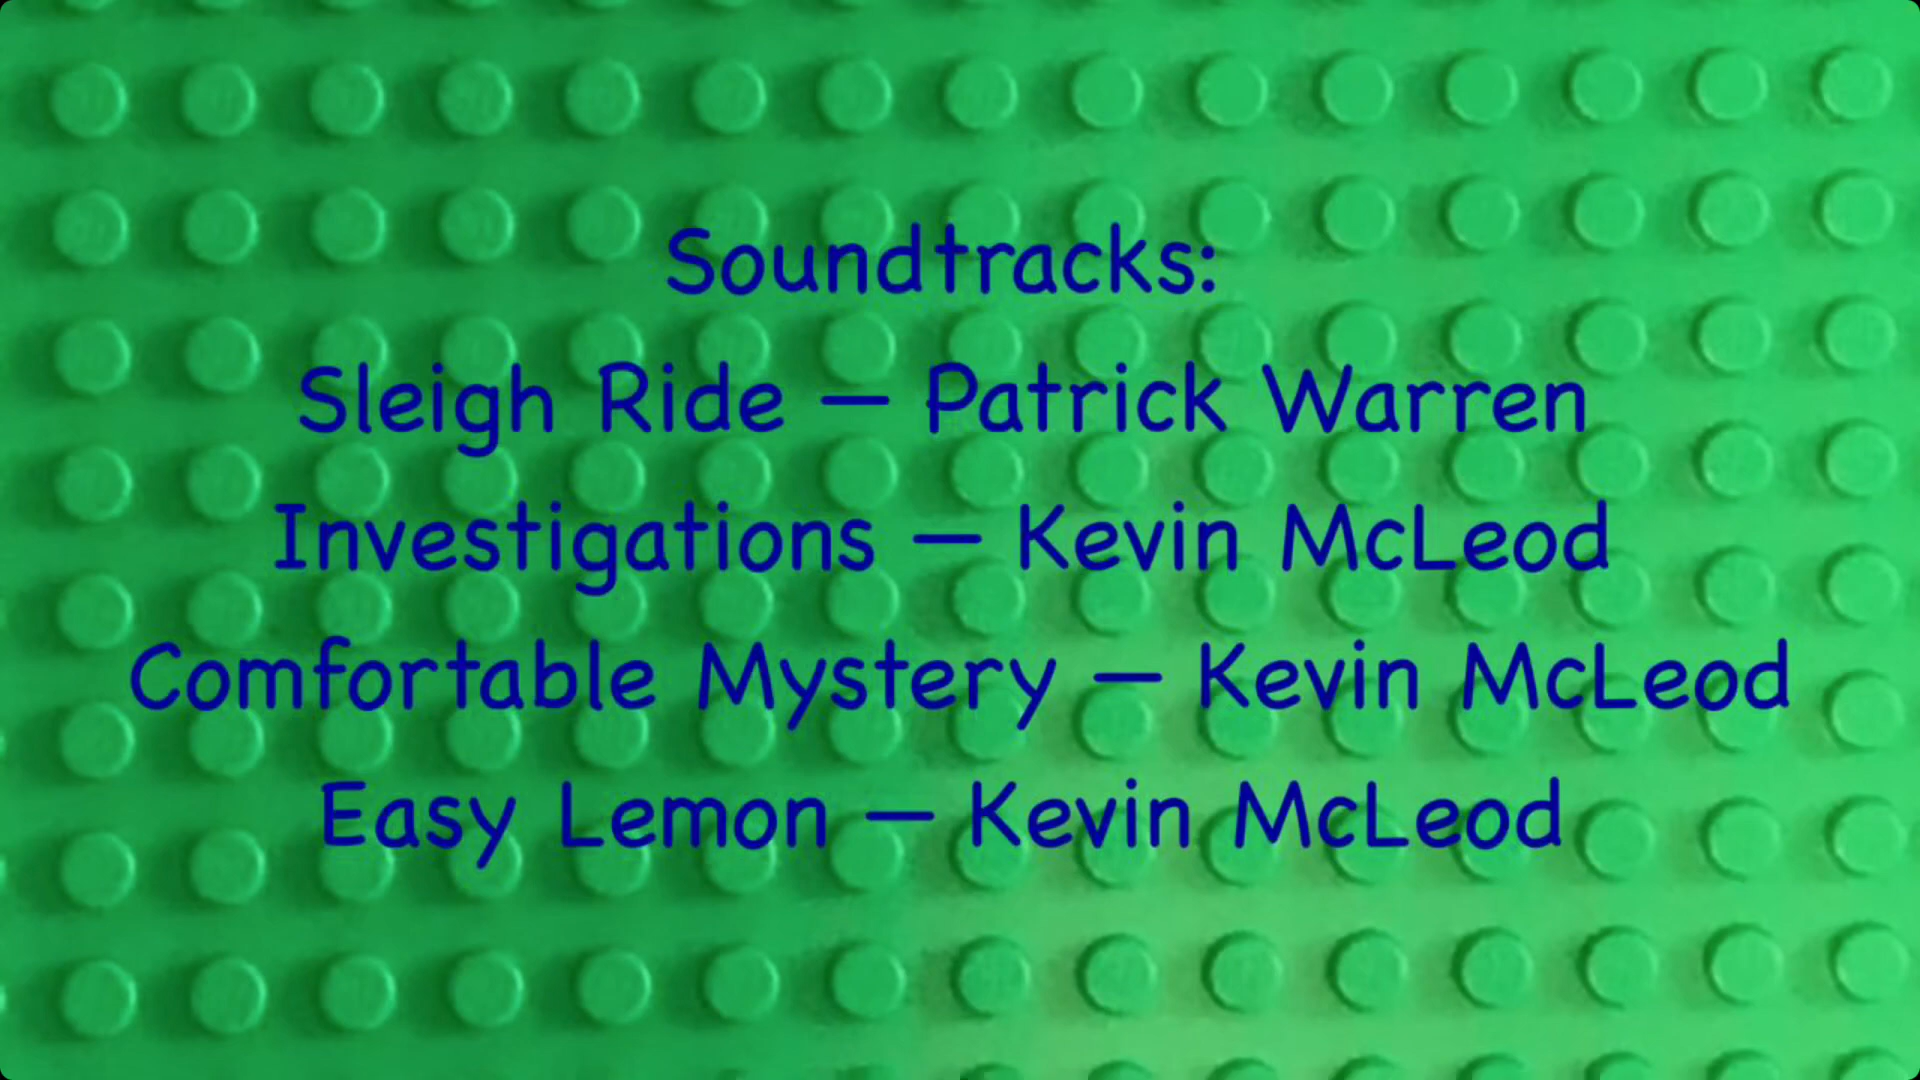 Soundtracks:
Sleigh Ride – Patrick Warren
Investigations – Kevin McLeod
Comfortable Mystery – Kevin McLeod
Easy Lemon – Kevin McLeod